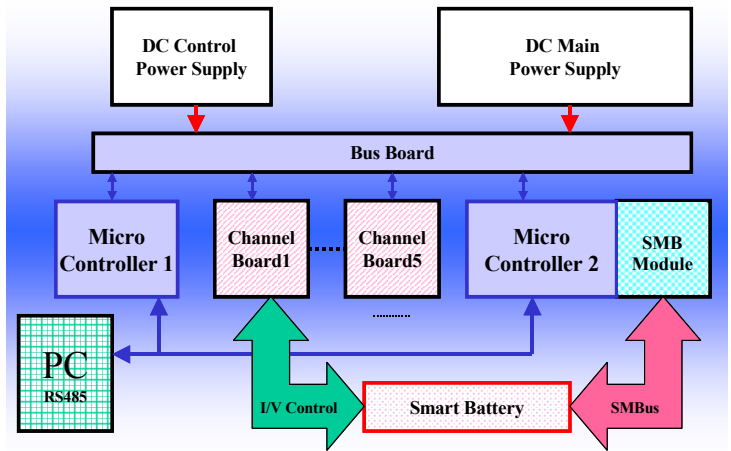 DC Control
Power Supply
DC Main
Power Supply
Bus Board
Micro
Controller 1
Channel
Board1
Channel
Board5
Micro
Controller 2
SMB
Module
PC
RS485
I/V Control
Smart Battery
SMBus